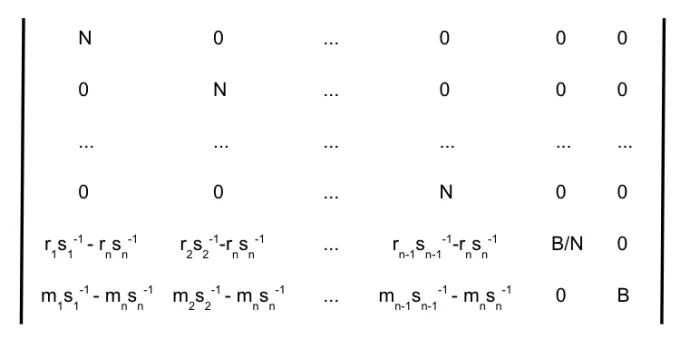 N 0 ... 0 0 0
0 N ... 0 0 0
... ... ... ... ... ...
0 0 ... N 0 0
r₁s₁⁻¹ - rₙsₙ⁻¹ r₂s₂⁻¹-rₙsₙ⁻¹ ... rₙ₋₁sₙ₋₁⁻¹-rₙsₙ⁻¹ B/N 0
m₁s₁⁻¹ - mₙsₙ⁻¹ m₂s₂⁻¹ - mₙsₙ⁻¹ ... mₙ₋₁sₙ₋₁⁻¹ - mₙsₙ⁻¹ 0 B